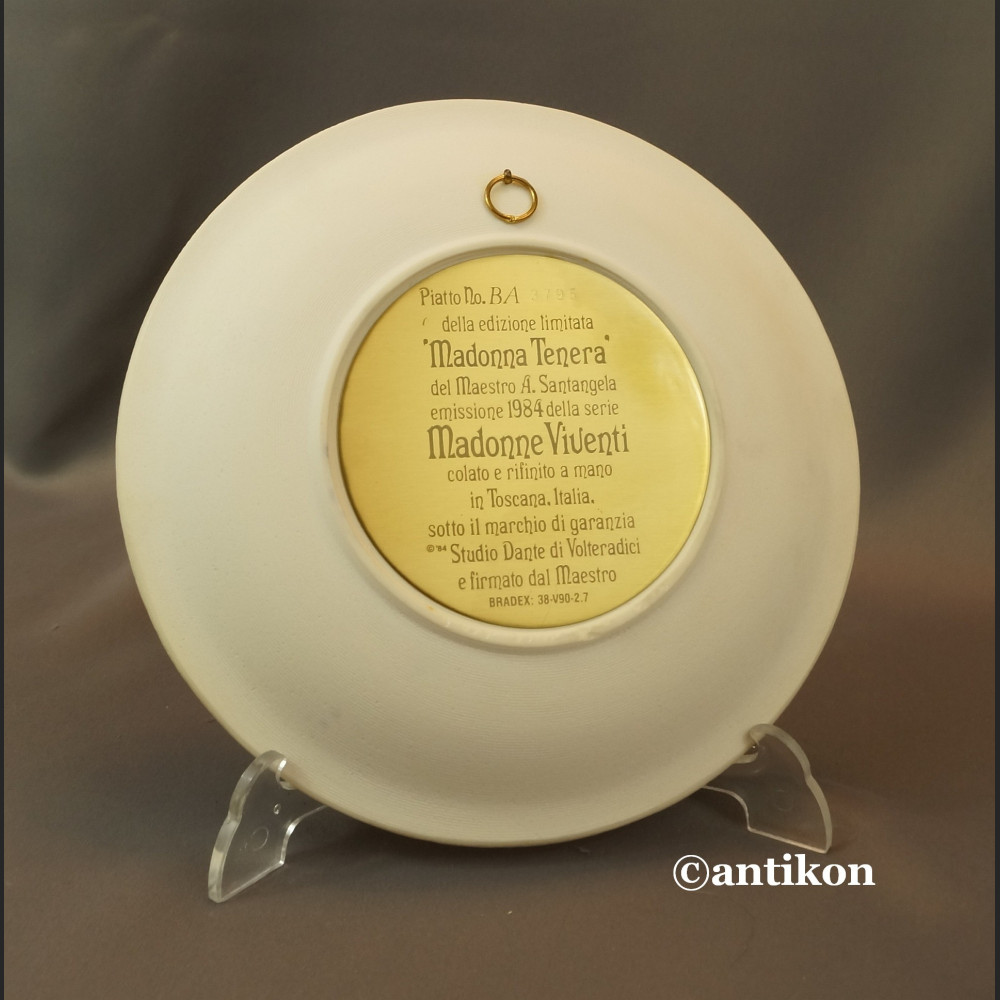 Piatto No. BA 3295
della edizione limitata
"Madonna Tenera"
del Maestro A. Santangela
emissione 1984 della serie
Madonne Viventi
colato e rifinito a mano
in Toscana. Italia.
sotto il marchio di garanzia
©'84 Studio Dante di Volteradici
e firmato dal Maestro
BRADEX: 38-V90-2.7
©antikon